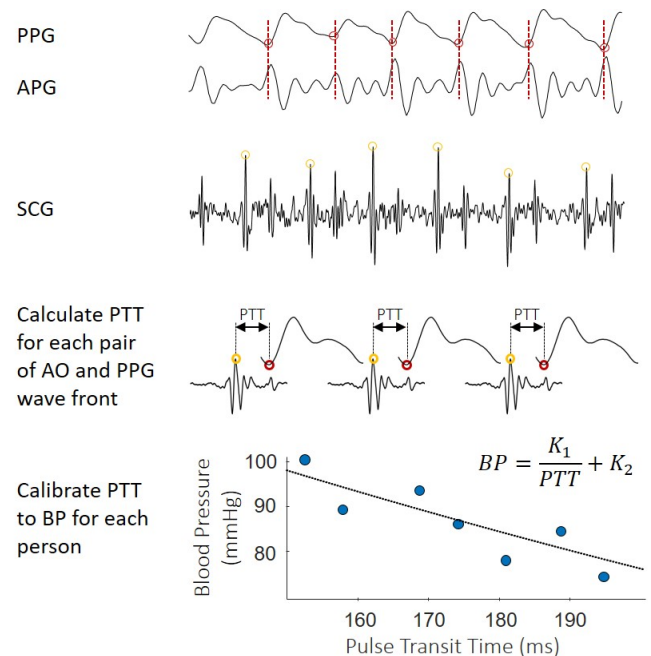 PPG
APG
SCG
Calculate PTT
for each pair
of AO and PPG
wave front
PTT
PTT
PTT
Calibrate PTT
to BP for each
person
Blood Pressure
(mmHg)
100
90
80
BP = K₁/PTT + K₂
160
170
180
190
Pulse Transit Time (ms)